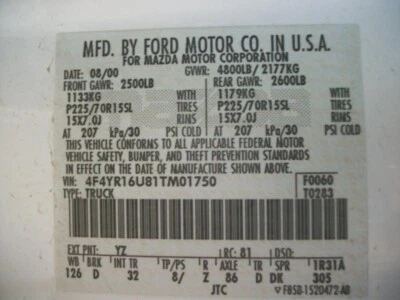 MFD. BY FORD MOTOR CO. IN U.S.A.
FOR MAZDA MOTOR CORPORATION
DATE: 08/00 GVWR: 4800LB/2177KG
FRONT GAWR: 2500LB REAR GAWR: 2600LB
1133KG WITH 1179KG WITH
P225/70R15SL TIRES P225/70R15SL TIRES
15X7.0J RIMS 15X7.0J RIMS
AT 207 kPa/30 PSI COLD AT 207 kPa/30 PSI COLD
THIS VEHICLE CONFORMS TO ALL APPLICABLE FEDERAL MOTOR
VEHICLE SAFETY, BUMPER, AND THEFT PREVENTION STANDARDS
IN EFFECT ON THE DATE OF MANUFACTURE SHOWN ABOVE.
VIN: 4F4YR16U81TM01750 F0060
TYPE: TRUCK T0283
EXT PNT: YZ RC: 81 DSO:
WB BRK INT TR TP/PS R AXLE TR SPR 1R31A
126 D 32 8/ Z 86 D DK 305
JTC F85B-1520472-AB